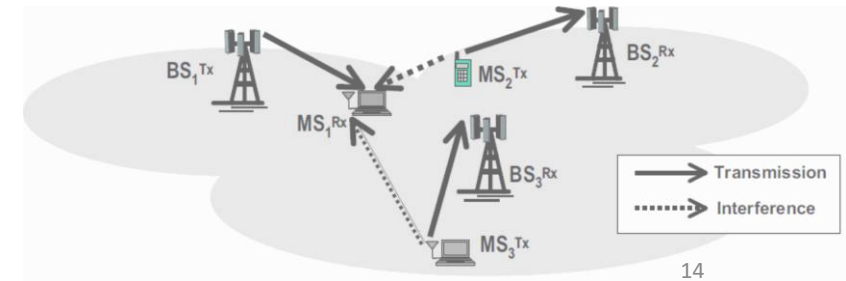 BS₁ᵀˣ
MS₂ᵀˣ
BS₂ᴿˣ
MS₁ᴿˣ
BS₃ᴿˣ
MS₃ᵀˣ
Transmission
Interference
14